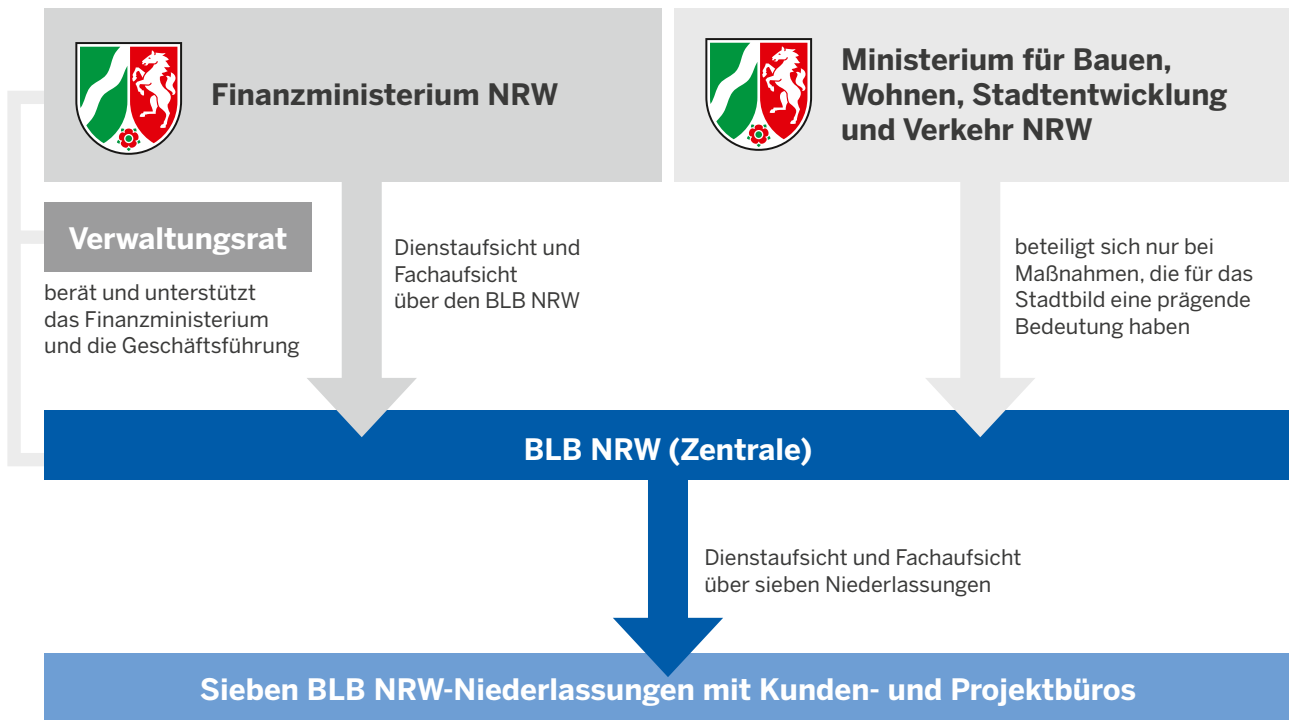 Finanzministerium NRW
Ministerium für Bauen,
Wohnen, Stadtentwicklung
und Verkehr NRW
Verwaltungsrat
berät und unterstützt
das Finanzministerium
und die Geschäftsführung
Dienstaufsicht und
Fachaufsicht
über den BLB NRW
beteiligt sich nur bei
Maßnahmen, die für das
Stadtbild eine prägende
Bedeutung haben
BLB NRW (Zentrale)
Dienstaufsicht und Fachaufsicht
über sieben Niederlassungen
Sieben BLB NRW-Niederlassungen mit Kunden- und Projektbüros